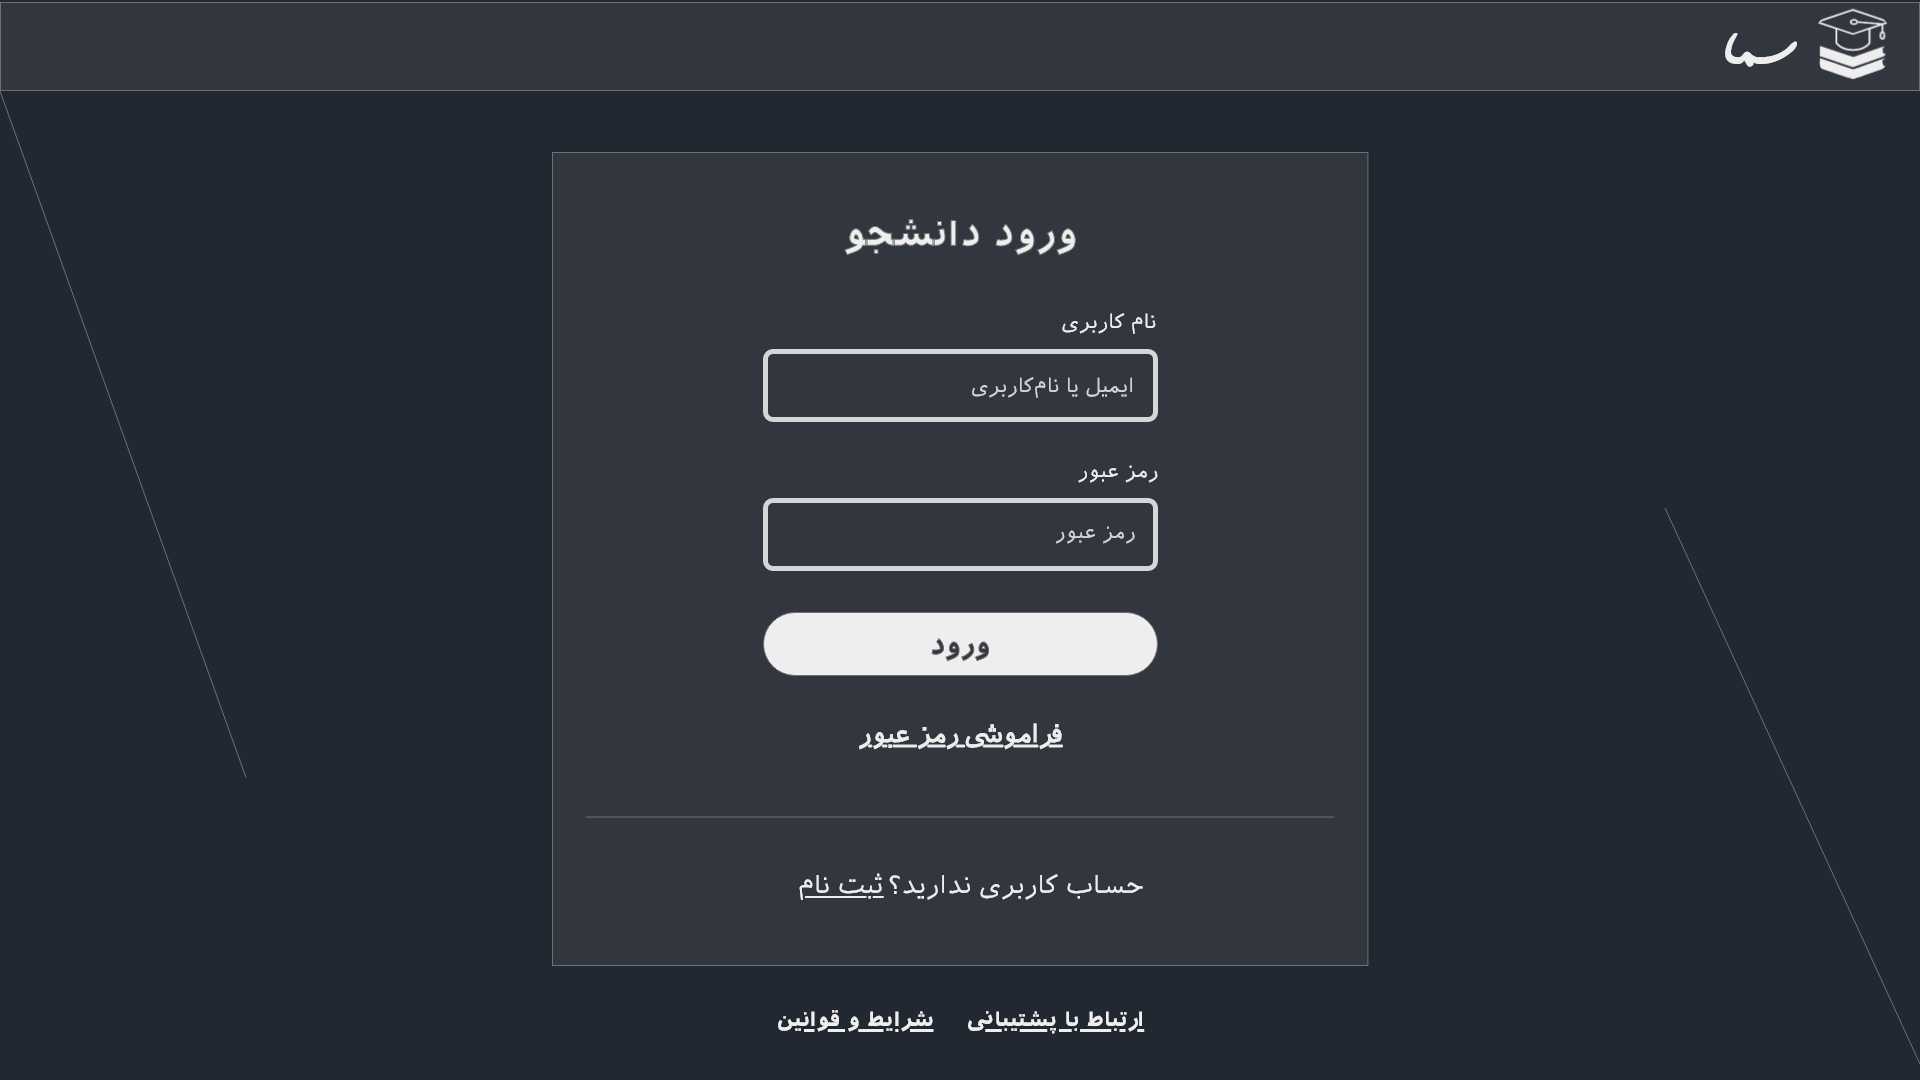 سما
ورود دانشجو
نام کاربری
ایمیل یا نام‌کاربری
رمز عبور
رمز عبور
ورود
فراموشی رمز عبور
حساب کاربری ندارید؟ ثبت نام
ارتباط با پشتیبانی شرایط و قوانین